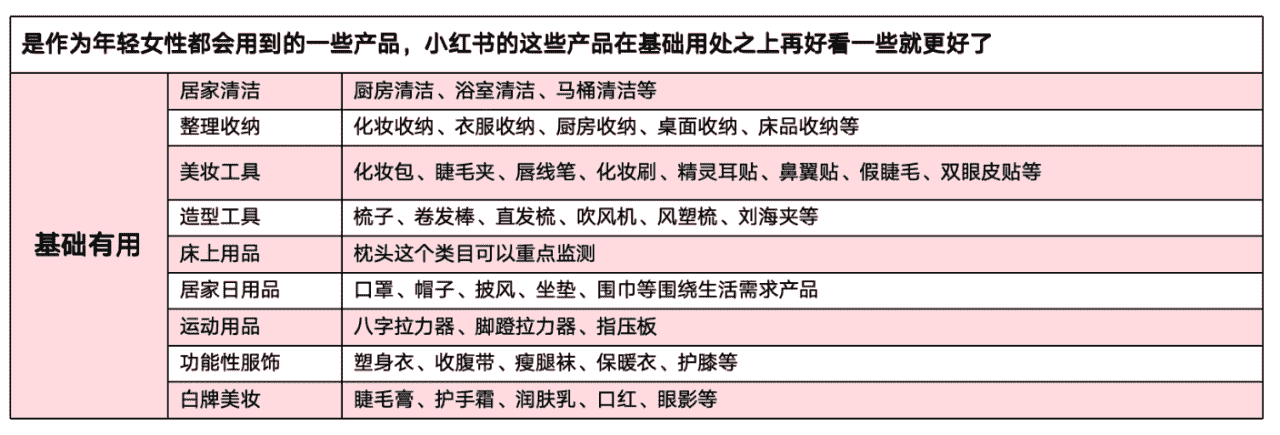 是作为年轻女性都会用到的一些产品，小红书的这些产品在基础用处之上再好看一些就更好了
基础有用
居家清洁 厨房清洁、浴室清洁、马桶清洁等
整理收纳 化妆收纳、衣服收纳、厨房收纳、桌面收纳、床品收纳等
美妆工具 化妆包、睫毛夹、唇线笔、化妆刷、精灵耳贴、鼻翼贴、假睫毛、双眼皮贴等
造型工具 梳子、卷发棒、直发梳、吹风机、风塑梳、刘海夹等
床上用品 枕头这个类目可以重点监测
居家日用品 口罩、帽子、披风、坐垫、围巾等围绕生活需求产品
运动用品 八字拉力器、脚蹬拉力器、指压板
功能性服饰 塑身衣、收腹带、瘦腿袜、保暖衣、护膝等
白牌美妆 睫毛膏、护手霜、润肤乳、口红、眼影等